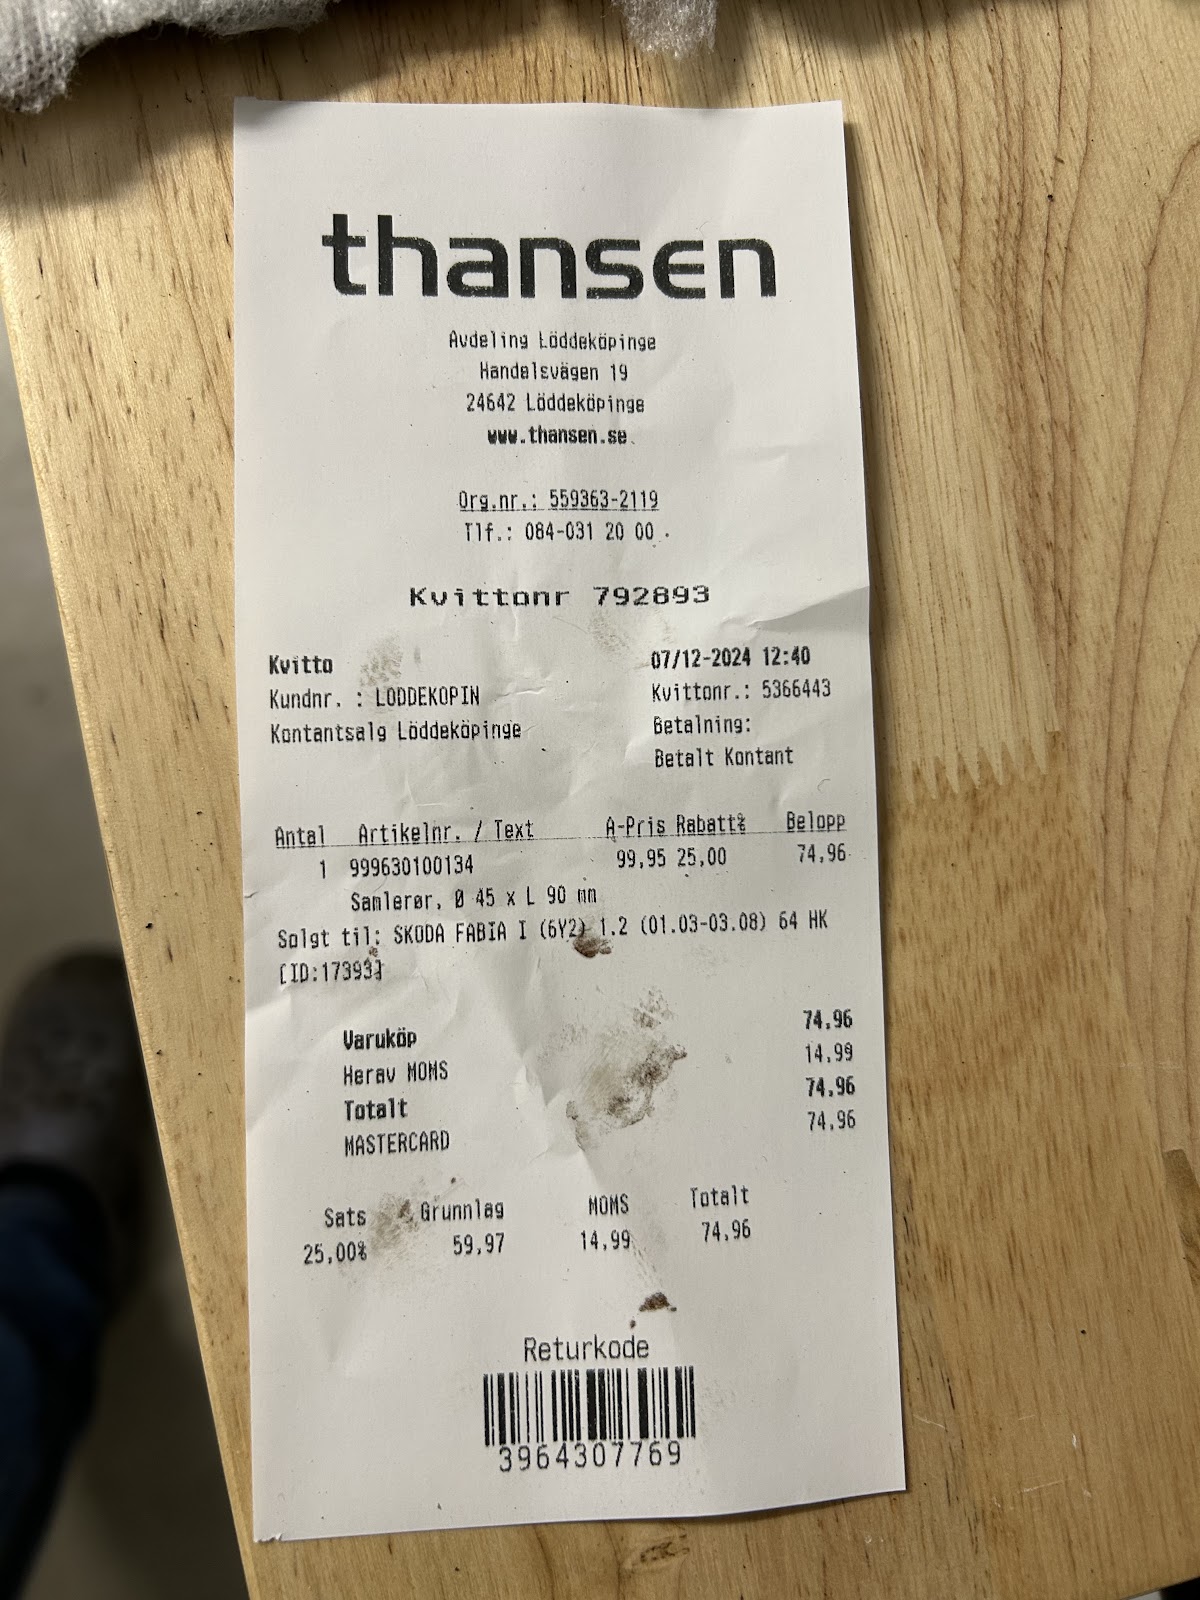 thansen
Avdeling Löddeköpinge
Handelsvägen 19
24642 Löddeköpinge
www.thansen.se
Org.nr.: 559363-2119
Tlf.: 084-031 20 00
Kvittonr 792893
Kvitto 07/12-2024 12:40
Kundnr. : LODDEKOPIN Kvittonr.: 5366443
Kontantsalg Löddeköpinge Betalning:
Betalt Kontant
Antal Artikelnr. / Text A-Pris Rabatt% Belopp
1 999630100134 99,95 25,00 74,96
Samlerør, Ø 45 x L 90 mm
Solgt til: SKODA FABIA I (6Y2) 1.2 (01.03-03.08) 64 HK
[ID:17393]
Varuköp 74,96
Herav MOMS 14,99
Totalt 74,96
MASTERCARD 74,96
Sats Grunnlag MOMS Totalt
25,00% 59,97 14,99 74,96
Returkode
3964307769